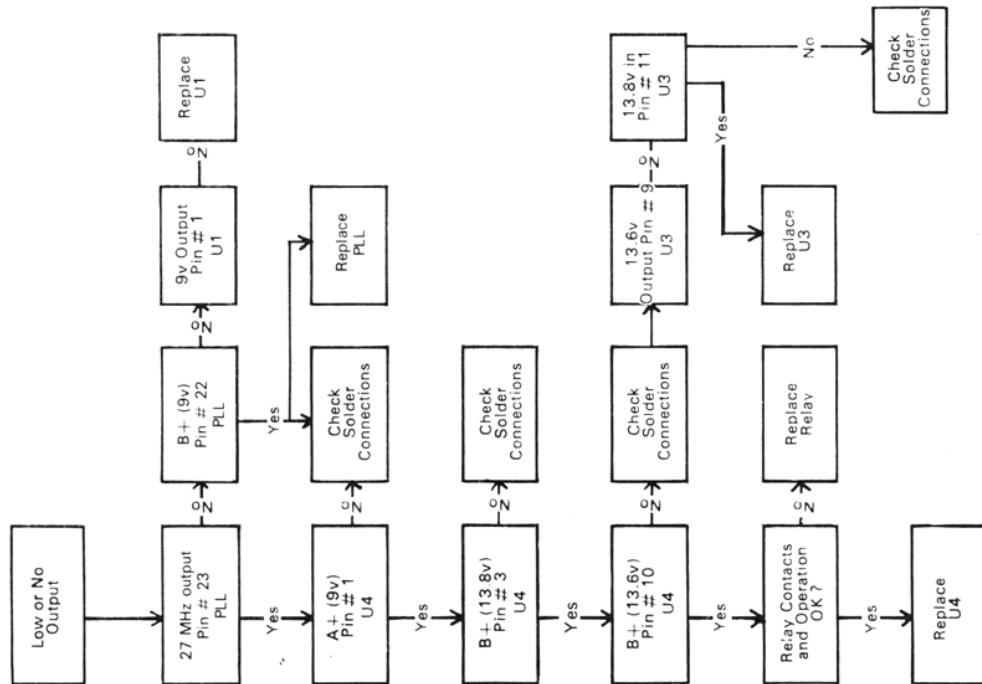 Low or No
Output
27 MHz output
Pin # 23
PLL
No
B+ (9v)
Pin # 22
PLL
No
9v Output
Pin # 1
U1
No
Replace
U1
Yes
Yes
Replace
PLL
A+ (9v)
Pin # 1
U4
No
Check
Solder
Connections
Yes
B+ (13.8v)
Pin # 3
U4
No
Check
Solder
Connections
Yes
B+ (13.6v)
Pin # 10
U4
No
Check
Solder
Connections
13.6v
Output Pin # 9
U3
No
13.8v in
Pin # 11
U3
No
Check
Solder
Connections
Yes
Replace
U3
Yes
Relay Contacts
and Operation
OK ?
No
Replace
Relay
Yes
Replace
U4